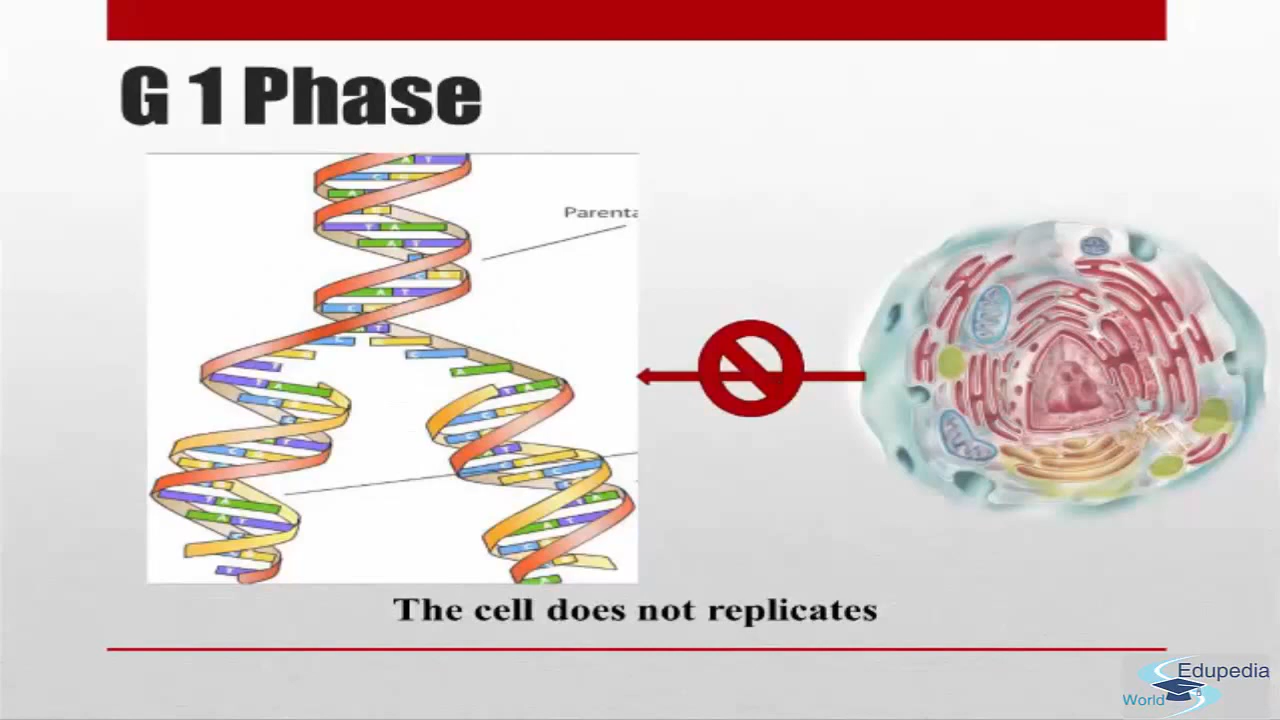 G 1 Phase
Parenta
The cell does not replicates
Edupedia
World